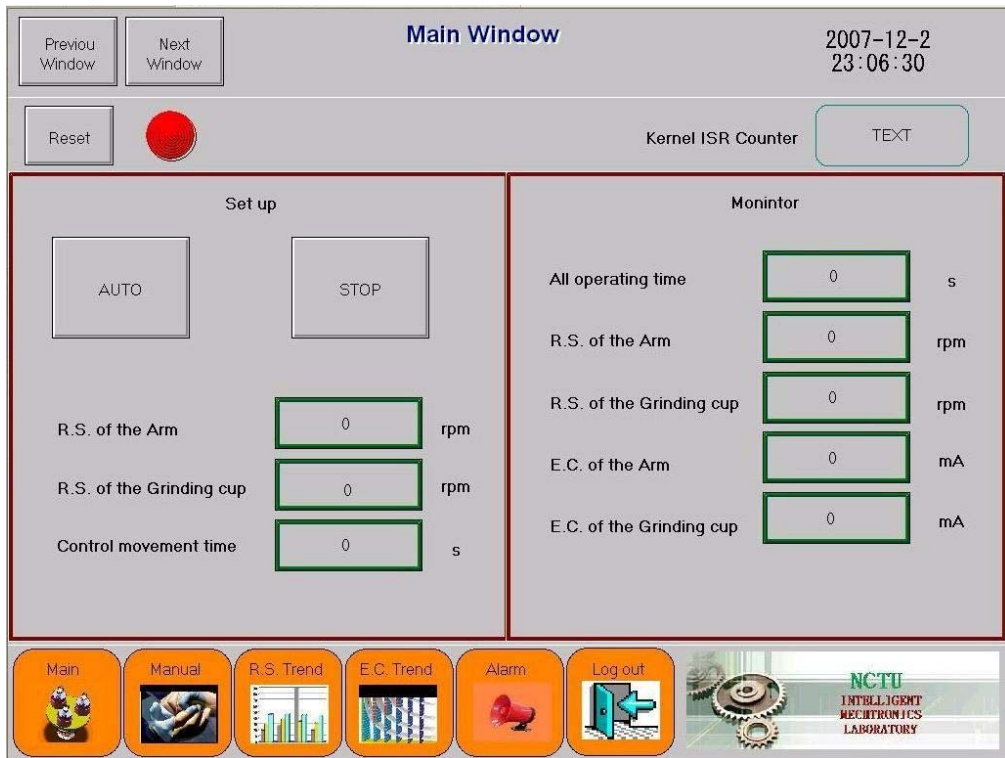 Previou
Window
Next
Window
Main Window
2007-12-2
23:06:30
Reset
Kernel ISR Counter
TEXT
Set up
AUTO
STOP
R.S. of the Arm
0
rpm
R.S. of the Grinding cup
0
rpm
Control movement time
0
s
Monintor
All operating time
0
s
R.S. of the Arm
0
rpm
R.S. of the Grinding cup
0
rpm
E.C. of the Arm
0
mA
E.C. of the Grinding cup
0
mA
Main
Manual
R.S. Trend
E.C. Trend
Alarm
Log out
NCTU
INTELLIGENT
MECHTRONICS
LABORATORY